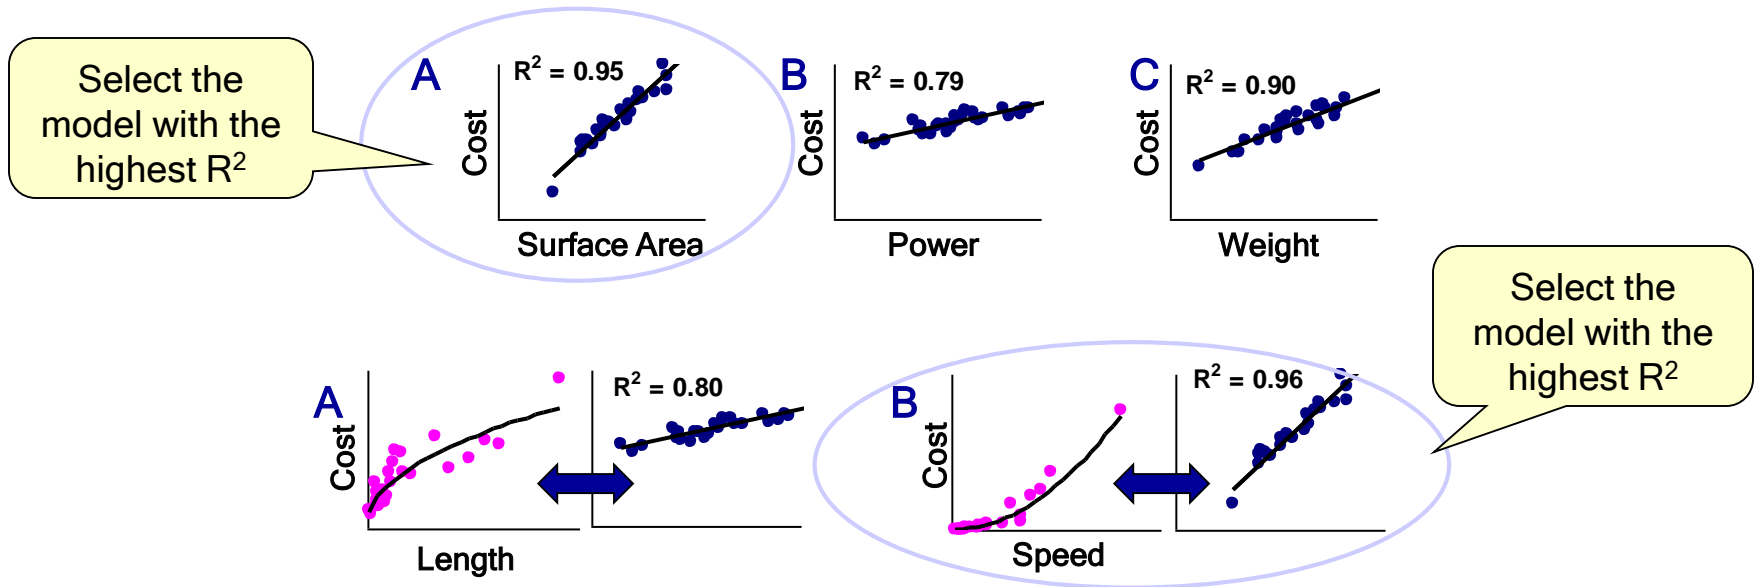 Select the
model with the
highest R²
A
R² = 0.95
Cost
Surface Area
B
R² = 0.79
Cost
Power
C
R² = 0.90
Cost
Weight
A
Cost
Length
R² = 0.80
B
Cost
Speed
R² = 0.96
Select the
model with the
highest R²